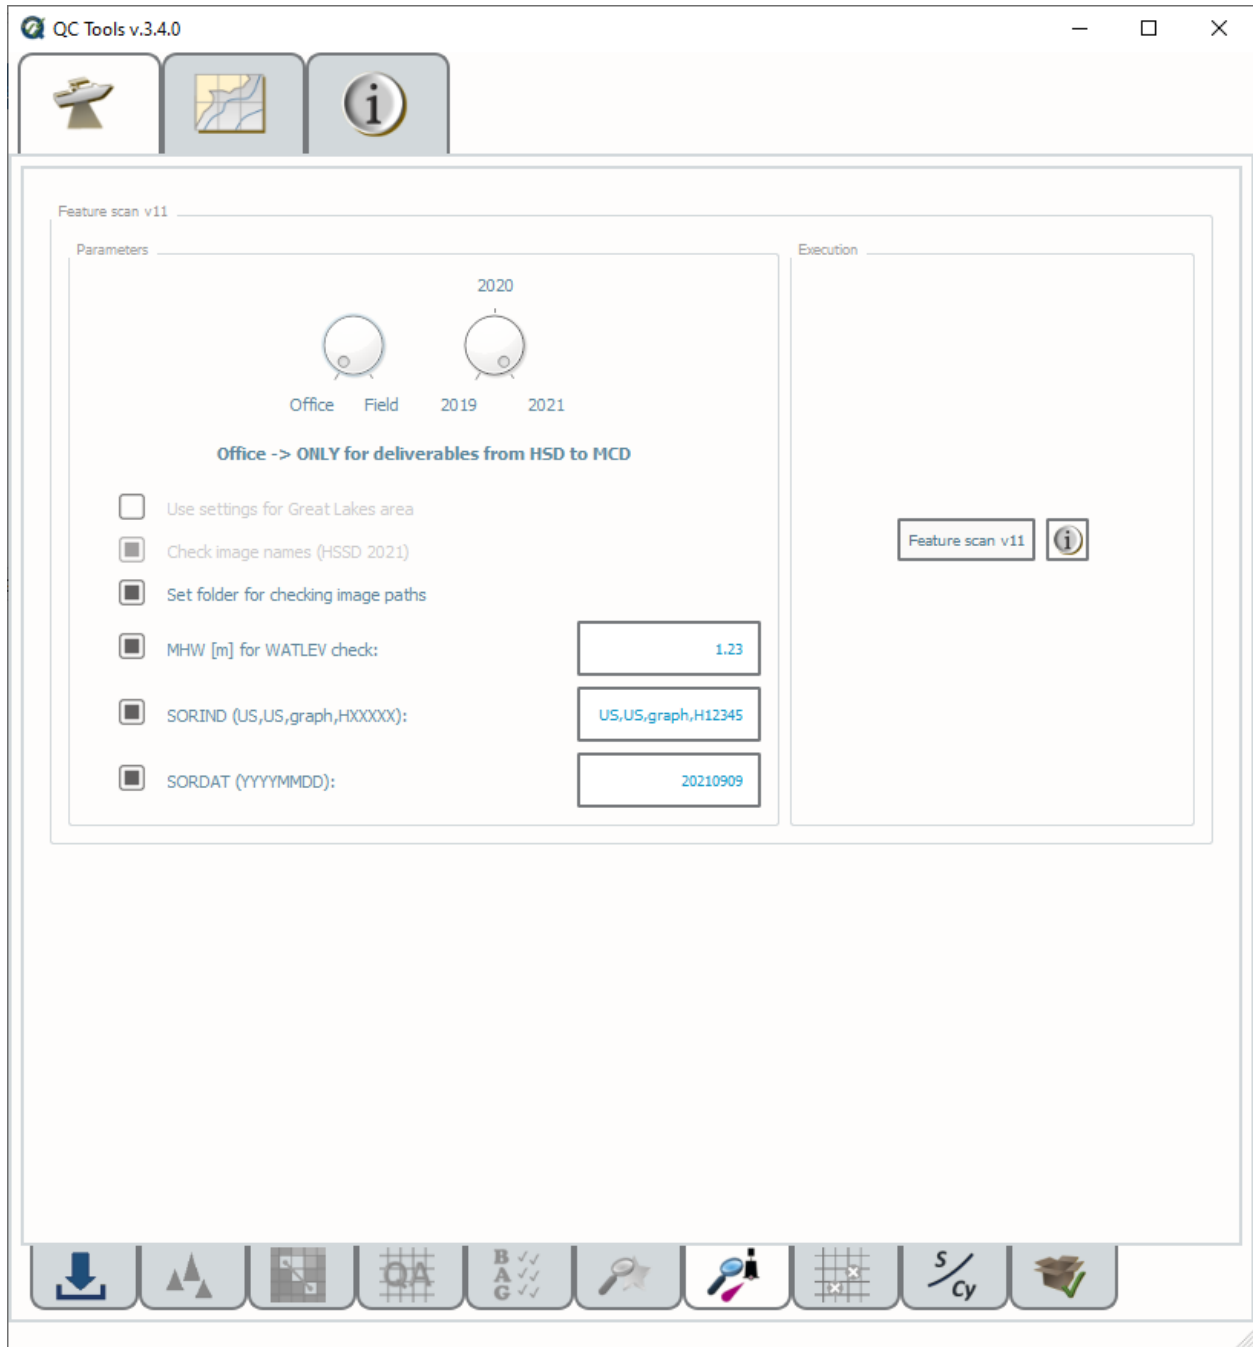 QC Tools v.3.4.0
i
Feature scan v11
Parameters
Execution
2020
Office Field 2019 2021
Office -> ONLY for deliverables from HSD to MCD
Use settings for Great Lakes area
Check image names (HSSD 2021)
Feature scan v11 i
Set folder for checking image paths
MHW [m] for WATLEV check: 1.23
SORIND (US,US,graph,HXXXXX): US,US,graph,H12345
SORDAT (YYYYMMDD): 20210909
QA
B
A
G
S/Cy